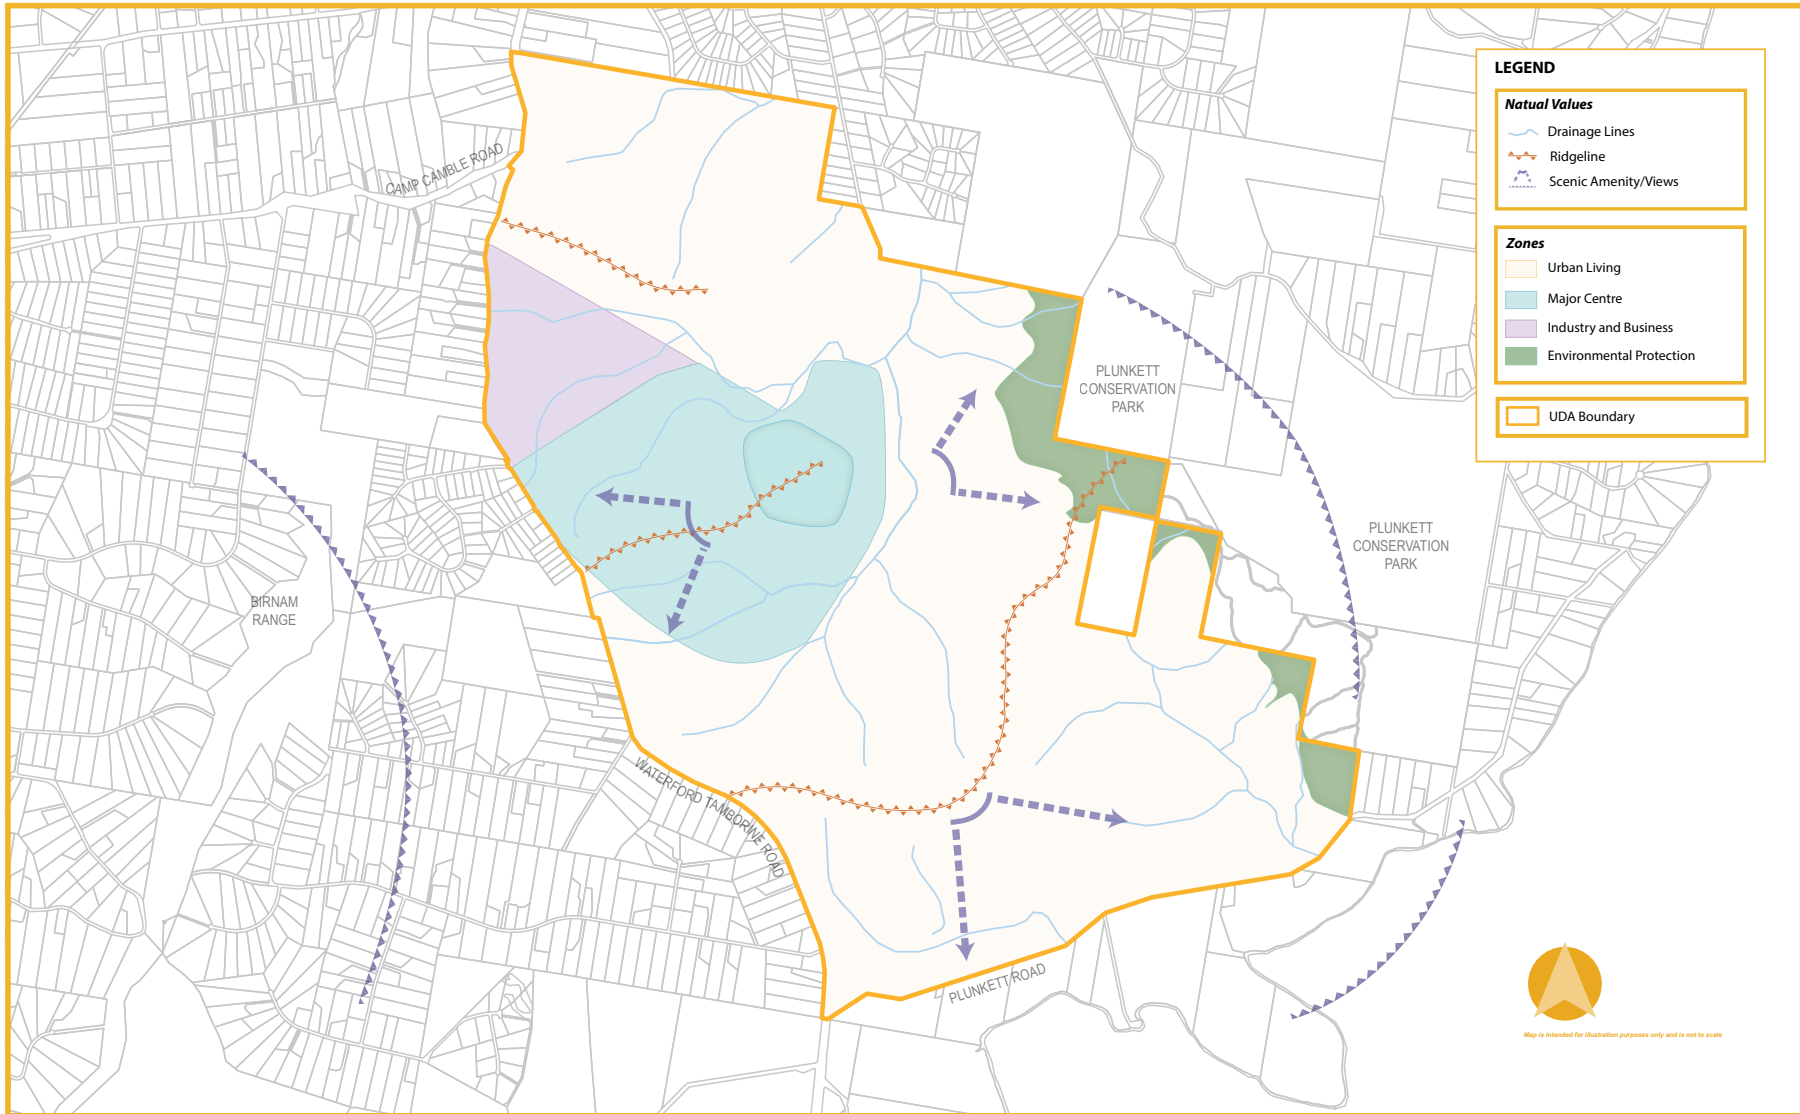 LEGEND
Natual Values
Drainage Lines
Ridgeline
Scenic Amenity/Views
Zones
Urban Living
Major Centre
Industry and Business
Environmental Protection
UDA Boundary
CAMP CAMBLE ROAD
PLUNKETT
CONSERVATION
PARK
PLUNKETT
CONSERVATION
PARK
BIRNAM
RANGE
WATERFORD TAMBORINE ROAD
PLUNKETT ROAD
Map is intended for illustration purposes only and is not to scale